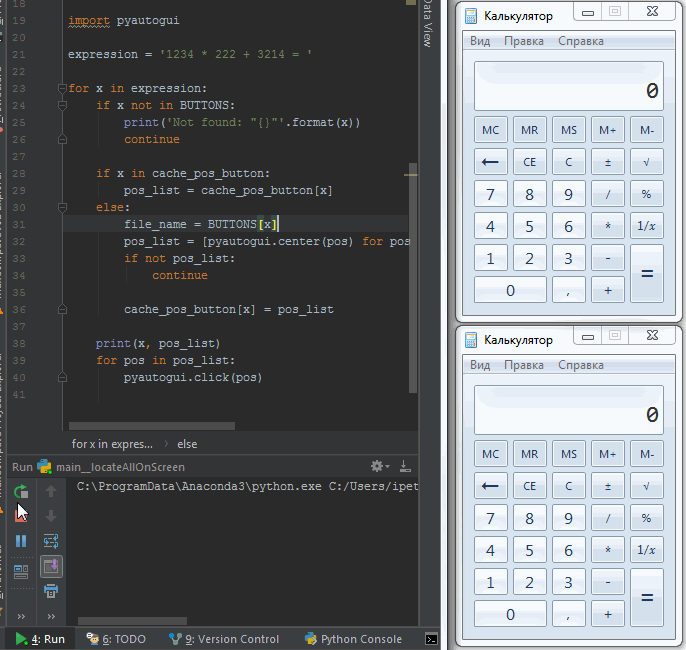 18
19 import pyautogui
20
21 expression = '1234 * 222 + 3214 = '
22
23 for x in expression:
24 if x not in BUTTONS:
25 print('Not found: "{}"'.format(x))
26 continue
27
28 if x in cache_pos_button:
29 pos_list = cache_pos_button[x]
30 else:
31 file_name = BUTTONS[x]
32 pos_list = [pyautogui.center(pos) for pos
33 if not pos_list:
34 continue
35
36 cache_pos_button[x] = pos_list
37
38 print(x, pos_list)
39 for pos in pos_list:
40 pyautogui.click(pos)
41
for x in expres... › else
Data View
Run main__locateAllOnScreen
C:\ProgramData\Anaconda3\python.exe C:/Users/ipet
4: Run 6: TODO 9: Version Control Python Console
Калькулятор
Вид Правка Справка
0
MC MR MS M+ M-
← CE C ± √
7 8 9 / %
4 5 6 * 1/x
1 2 3 - =
0 , +
Калькулятор
Вид Правка Справка
0
MC MR MS M+ M-
← CE C ± √
7 8 9 / %
4 5 6 * 1/x
1 2 3 - =
0 , +